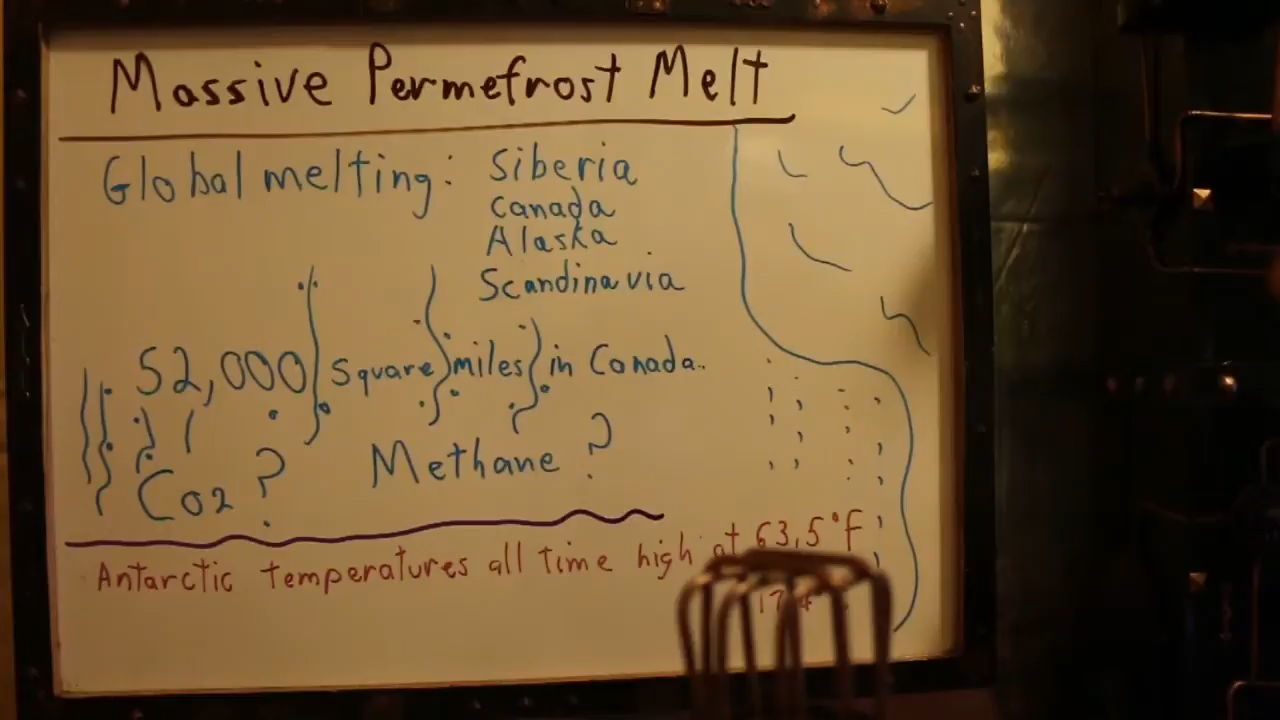 Massive Permefrost Melt
Global melting: Siberia
Canada
Alaska
Scandinavia
52,000 square miles in Canada..
Co2 ? Methane ?
Antarctic temperatures all time high at 63,5°F